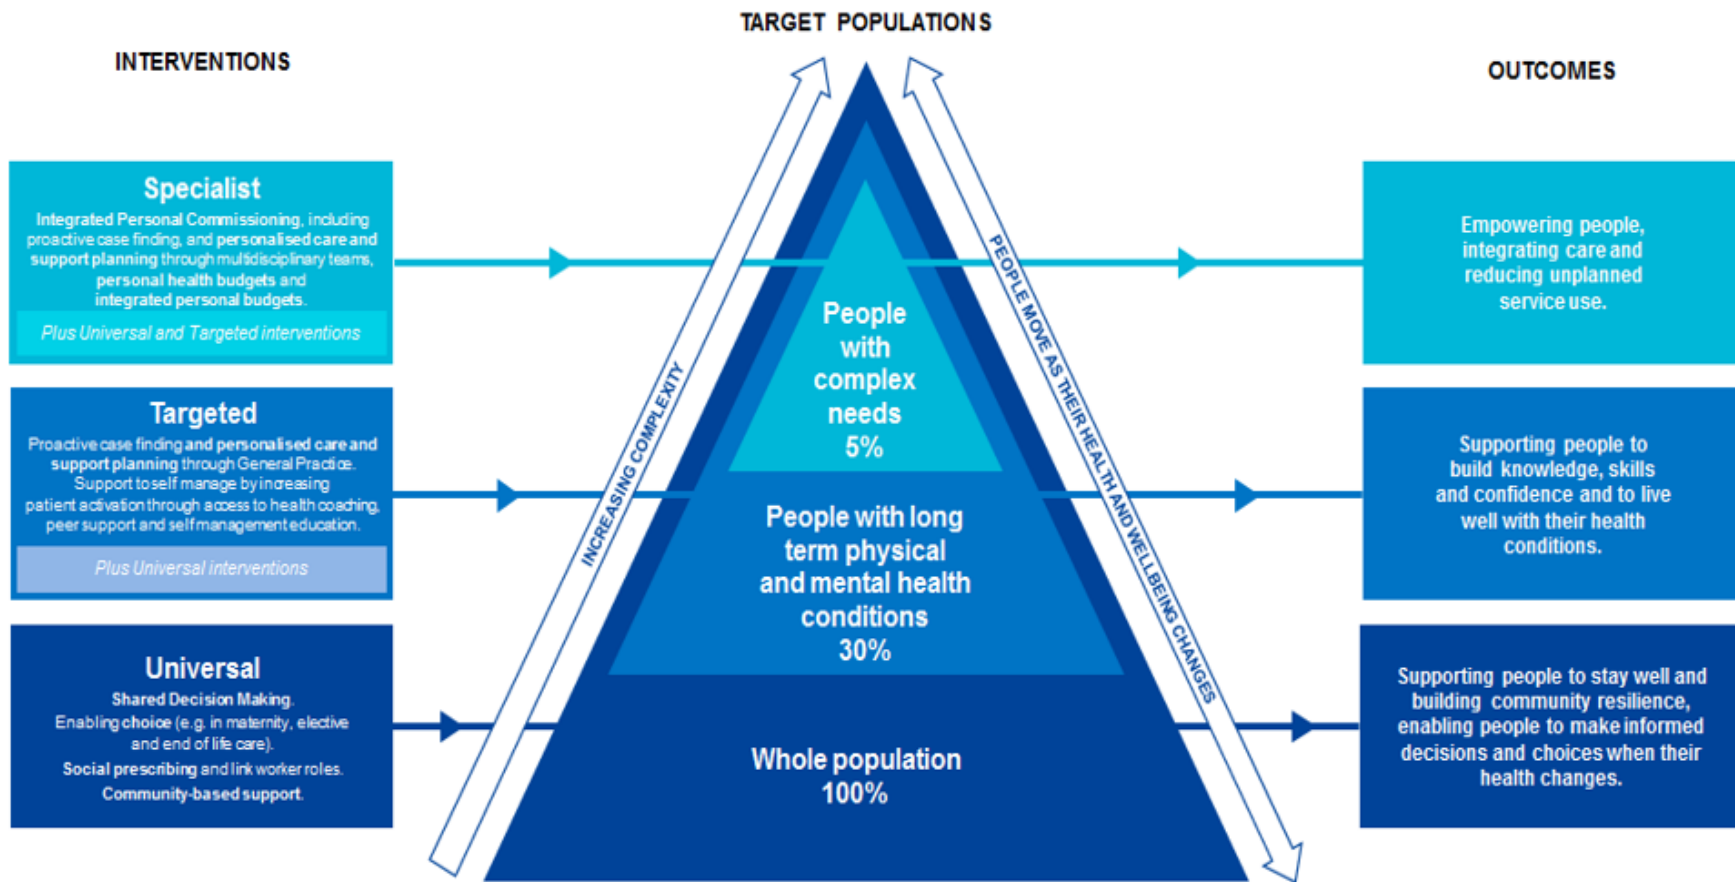 TARGET POPULATIONS
INTERVENTIONS
OUTCOMES
Specialist
Integrated Personal Commissioning, including
proactive case finding, and personalised care and
support planning through multidisciplinary teams,
personal health budgets and
integrated personal budgets.
Plus Universal and Targeted interventions
Targeted
Proactive case finding and personalised care and
support planning through General Practice.
Support to self manage by increasing
patient activation through access to health coaching,
peer support and self management education.
Plus Universal interventions
Universal
Shared Decision Making.
Enabling choice (e.g. in maternity, elective
and end of life care).
Social prescribing and link worker roles.
Community-based support.
INCREASING COMPLEXITY
People
with
complex
needs
5%
People with long
term physical
and mental health
conditions
30%
Whole population
100%
PEOPLE MOVE AS THEIR HEALTH AND WELLBEING CHANGES
Empowering people,
integrating care and
reducing unplanned
service use.
Supporting people to
build knowledge, skills
and confidence and to live
well with their health
conditions.
Supporting people to stay well and
building community resilience,
enabling people to make informed
decisions and choices when their
health changes.